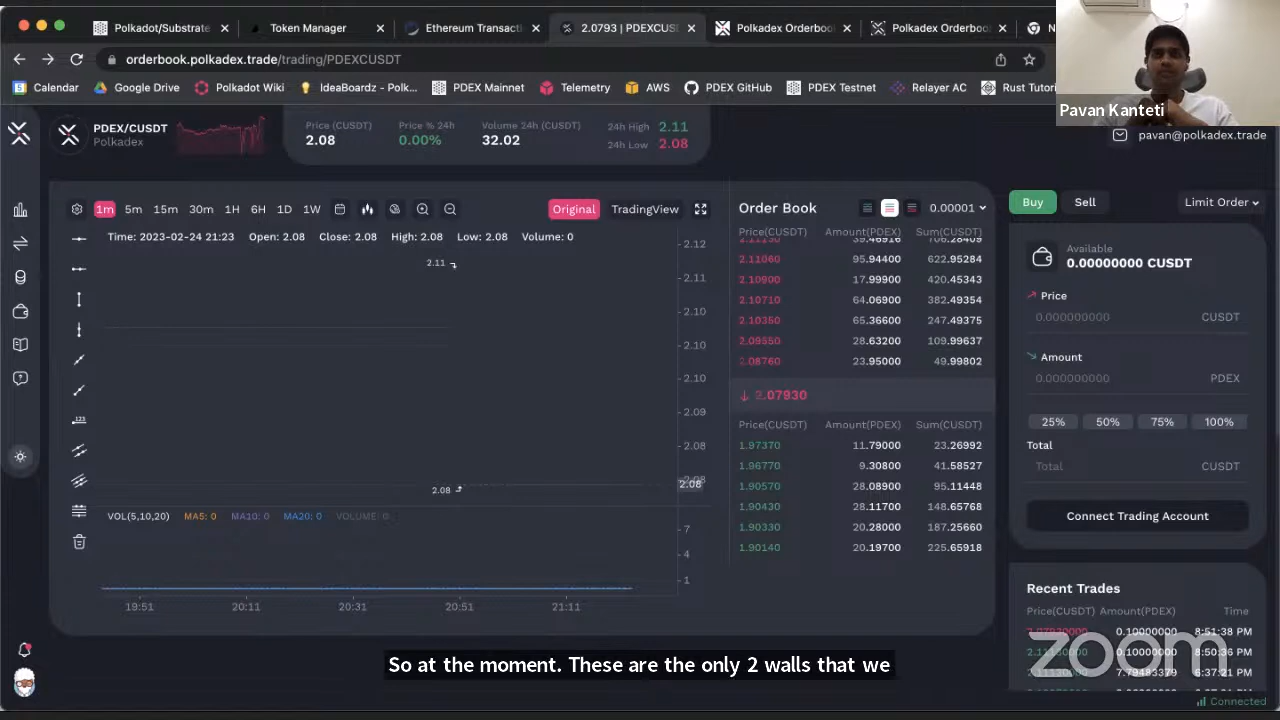 Polkadot/Substrate
Token Manager
Ethereum Transacti
2.0793 | PDEXCUS
Polkadex Orderbo
Polkadex Orderbo
N
orderbook.polkadex.trade/trading/PDEXCUSDT
Calendar
Google Drive
Polkadot Wiki
IdeaBoardz - Polk...
PDEX Mainnet
Telemetry
AWS
PDEX GitHub
PDEX Testnet
Relayer AC
Rust Tutori
Pavan Kanteti
pavan@polkadex.trade
PDEX/CUSDT
Polkadex
Price (CUSDT)
2.08
Price % 24h
0.00%
Volume 24h (CUSDT)
32.02
24h High 2.11
24h Low 2.08
1m 5m 15m 30m 1H 6H 1D 1W
Original
TradingView
Time: 2023-02-24 21:23 Open: 2.08 Close: 2.08 High: 2.08 Low: 2.08 Volume: 0
2.11
2.08
2.12
2.11
2.10
2.10
2.10
2.09
2.08
2.08
VOL(5,10,20) MA5: 0 MA10: 0 MA20: 0 VOLUME: 0
7
4
1
19:51 20:11 20:31 20:51 21:11
Order Book
0.00001
Price(CUSDT) Amount(PDEX) Sum(CUSDT)
2.11060 95.94400 622.95284
2.10900 17.99900 420.45343
2.10710 64.06900 382.49354
2.10350 65.36600 247.49375
2.09550 28.63200 109.99637
2.08760 23.95000 49.99802
↓ 2.07930
Price(CUSDT) Amount(PDEX) Sum(CUSDT)
1.97370 11.79000 23.26992
1.96770 9.30800 41.58527
1.90570 28.08900 95.11448
1.90430 28.11700 148.65768
1.90330 20.28000 187.25660
1.90140 20.19700 225.65918
Buy
Sell
Limit Order
Available
0.00000000 CUSDT
Price
0.000000000 CUSDT
Amount
0.000000000 PDEX
25% 50% 75% 100%
Total
Total CUSDT
Connect Trading Account
Recent Trades
Price(CUSDT) Amount(PDEX) Time
0.10000000 8:51:38 PM
0.10000000 8:50:36 PM
7.79483379 6:37:21 PM
zoom
Connected
So at the moment. These are the only 2 walls that we